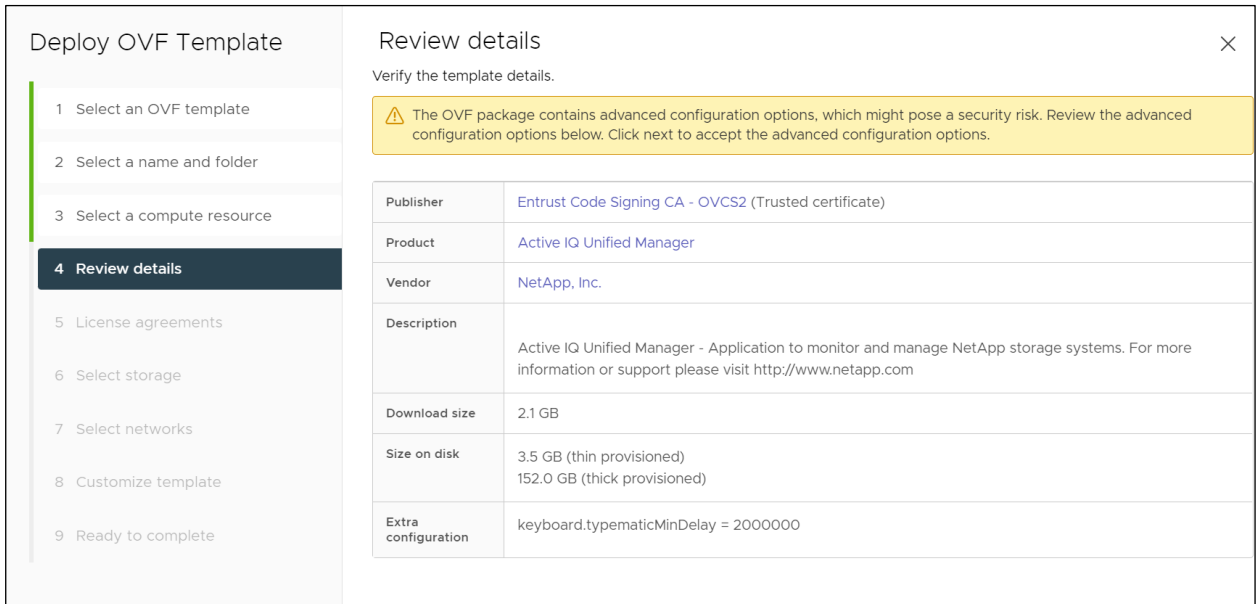 Deploy OVF Template
1 Select an OVF template
2 Select a name and folder
3 Select a compute resource
4 Review details
5 License agreements
6 Select storage
7 Select networks
8 Customize template
9 Ready to complete
Review details
Verify the template details.
The OVF package contains advanced configuration options, which might pose a security risk. Review the advanced
configuration options below. Click next to accept the advanced configuration options.
Publisher Entrust Code Signing CA - OVCS2 (Trusted certificate)
Product Active IQ Unified Manager
Vendor NetApp, Inc.
Description
Active IQ Unified Manager - Application to monitor and manage NetApp storage systems. For more
information or support please visit http://www.netapp.com
Download size 2.1 GB
Size on disk 3.5 GB (thin provisioned)
152.0 GB (thick provisioned)
Extra
configuration keyboard.typematicMinDelay = 2000000